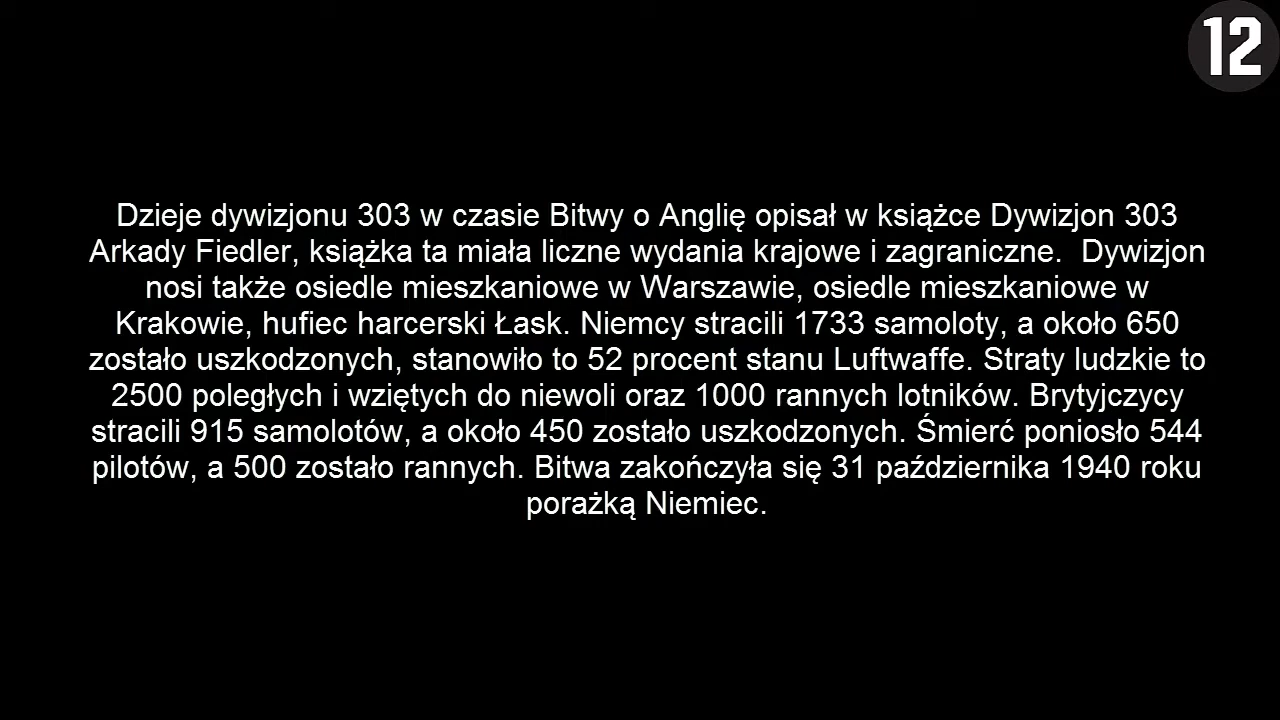 12
Dzieje dywizjonu 303 w czasie Bitwy o Anglię opisał w książce Dywizjon 303
Arkady Fiedler, książka ta miała liczne wydania krajowe i zagraniczne.  Dywizjon
nosi także osiedle mieszkaniowe w Warszawie, osiedle mieszkaniowe w
Krakowie, hufiec harcerski Łask. Niemcy stracili 1733 samoloty, a około 650
zostało uszkodzonych, stanowiło to 52 procent stanu Luftwaffe. Straty ludzkie to
2500 poległych i wziętych do niewoli oraz 1000 rannych lotników. Brytyjczycy
stracili 915 samolotów, a około 450 zostało uszkodzonych. Śmierć poniosło 544
pilotów, a 500 zostało rannych. Bitwa zakończyła się 31 października 1940 roku
porażką Niemiec.